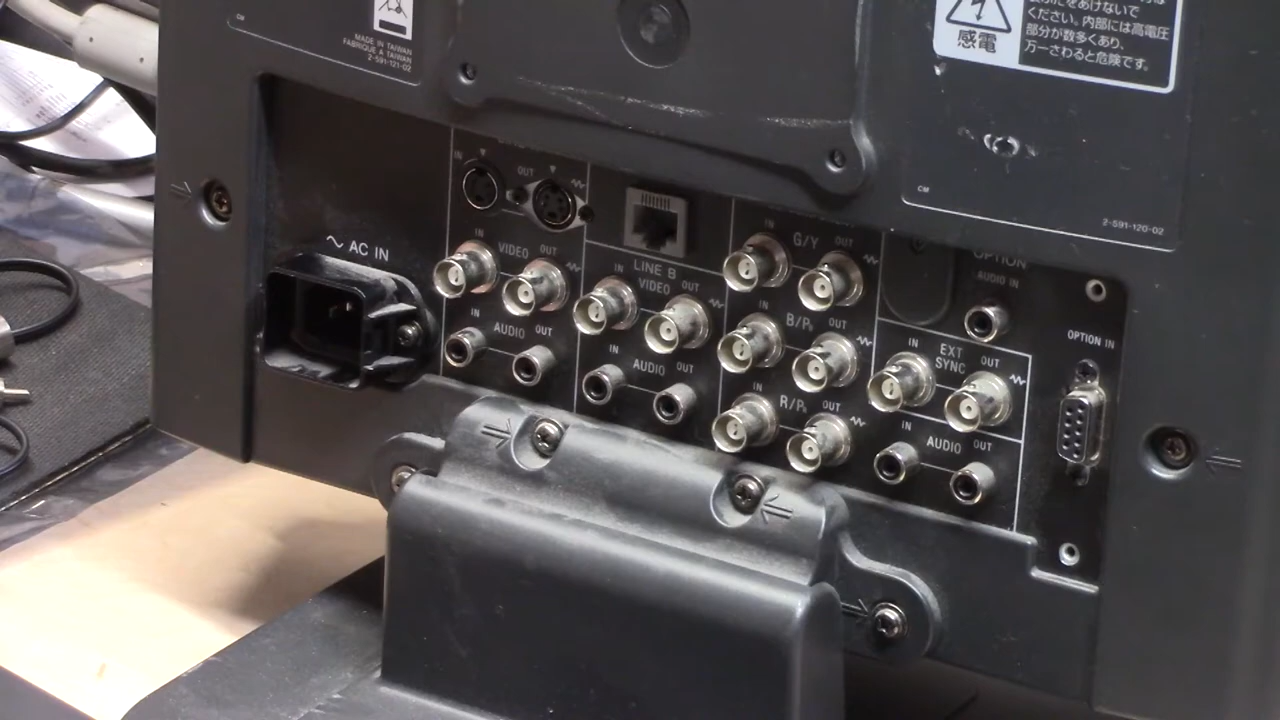 CM
MADE IN TAIWAN
FABRIQUE A TAIWAN
2-591-121-02
感電
ください。内部には高電圧
部分が数多くあり、
万一さわると危険です。
CM
2-591-120-02
AC IN
IN
OUT
IN
VIDEO
OUT
IN
AUDIO
OUT
LINE B
IN
VIDEO
OUT
IN
AUDIO
OUT
IN
G/Y
OUT
IN
B/PB
OUT
IN
R/PR
OUT
OPTION
AUDIO IN
IN
EXT
SYNC
OUT
IN
AUDIO
OUT
OPTION IN